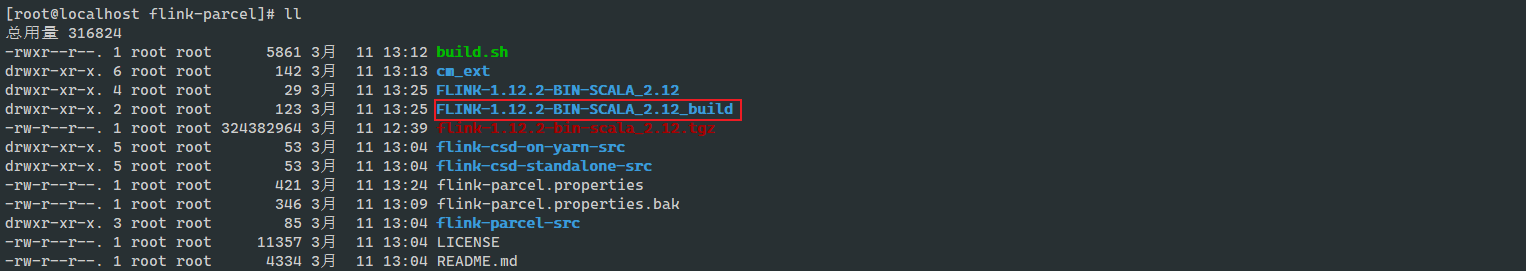 [root@localhost flink-parcel]# ll
总用量 316824
-rwxr--r--. 1 root root      5861 3月  11 13:12 build.sh
drwxr-xr-x. 6 root root       142 3月  11 13:13 cm_ext
drwxr-xr-x. 4 root root        29 3月  11 13:25 FLINK-1.12.2-BIN-SCALA_2.12
drwxr-xr-x. 2 root root       123 3月  11 13:25 FLINK-1.12.2-BIN-SCALA_2.12_build
-rw-r--r--. 1 root root 324382964 3月  11 12:39 flink-1.12.2-bin-scala_2.12.tgz
drwxr-xr-x. 5 root root        53 3月  11 13:04 flink-csd-on-yarn-src
drwxr-xr-x. 5 root root        53 3月  11 13:04 flink-csd-standalone-src
-rw-r--r--. 1 root root       421 3月  11 13:24 flink-parcel.properties
-rw-r--r--. 1 root root       346 3月  11 13:09 flink-parcel.properties.bak
drwxr-xr-x. 3 root root        85 3月  11 13:04 flink-parcel-src
-rw-r--r--. 1 root root     11357 3月  11 13:04 LICENSE
-rw-r--r--. 1 root root      4334 3月  11 13:04 README.md